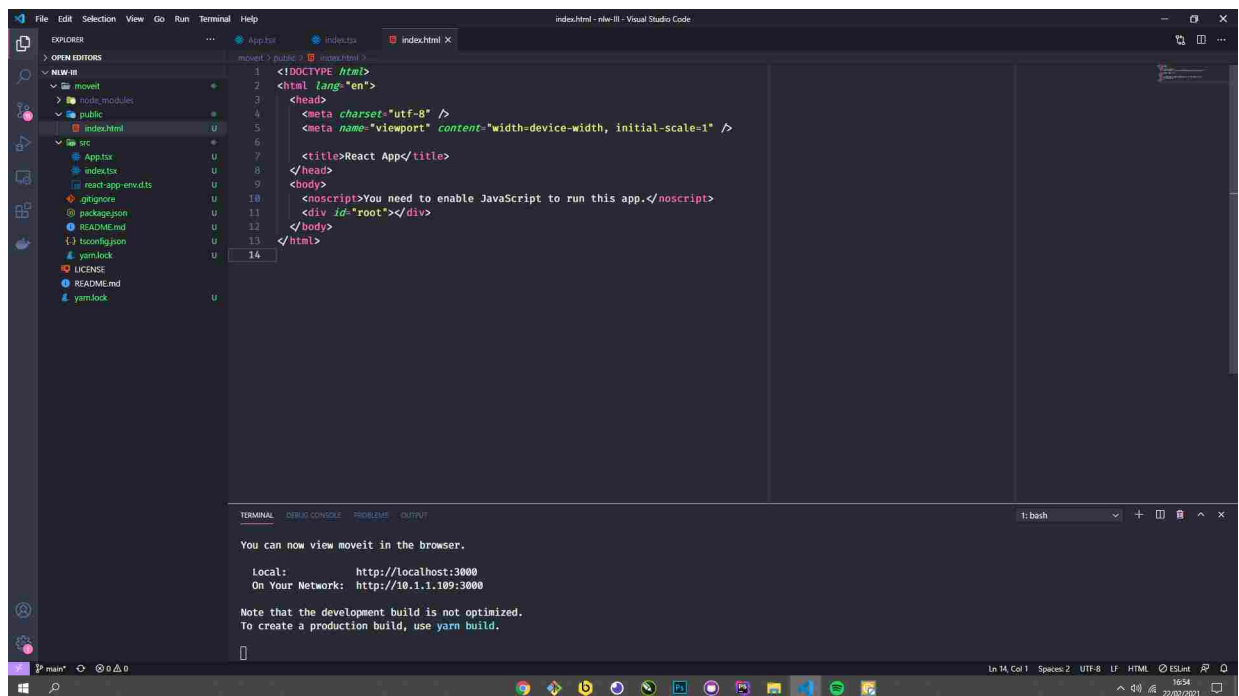 File Edit Selection View Go Run Terminal Help
index.html - nlw-III - Visual Studio Code
EXPLORER
OPEN EDITORS
NLW-III
moveit
node_modules
public
index.html U
src
App.tsx U
index.tsx U
react-app-env.d.ts U
.gitignore U
package.json U
README.md U
tsconfig.json U
yarn.lock U
LICENSE
README.md
yarn.lock U
App.tsx index.tsx index.html
moveit > public > index.html > ...
1 <!DOCTYPE html>
2 <html lang="en">
3 <head>
4 <meta charset="utf-8" />
5 <meta name="viewport" content="width=device-width, initial-scale=1" />
6
7 <title>React App</title>
8 </head>
9 <body>
10 <noscript>You need to enable JavaScript to run this app.</noscript>
11 <div id="root"></div>
12 </body>
13 </html>
14
TERMINAL DEBUG CONSOLE PROBLEMS OUTPUT
1: bash
You can now view moveit in the browser.
Local: http://localhost:3000
On Your Network: http://10.1.1.109:3000
Note that the development build is not optimized.
To create a production build, use yarn build.
main* 0 0
Ln 14, Col 1 Spaces: 2 UTF-8 LF HTML ESLint
Ps
PS
16:54
22/02/2021